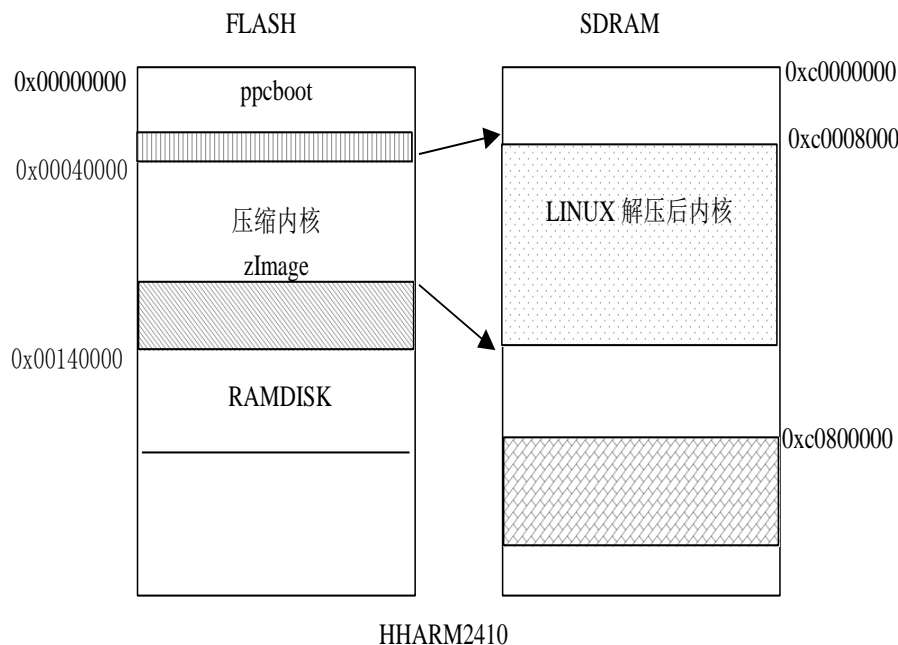 FLASH
SDRAM
0x00000000
ppcboot
0xc0000000
0xc0008000
0x00040000
压缩内核
zImage
LINUX 解压后内核
0x00140000
RAMDISK
0xc0800000
HHARM2410